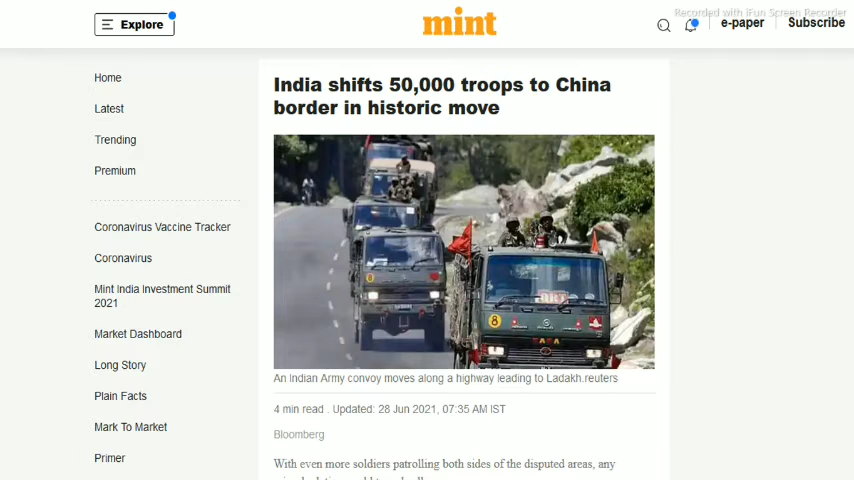 Recorded with iFun Screen Recorder
Explore
mint
e-paper
Subscribe
Home
Latest
Trending
Premium
Coronavirus Vaccine Tracker
Coronavirus
Mint India Investment Summit
2021
Market Dashboard
Long Story
Plain Facts
Mark To Market
Primer
India shifts 50,000 troops to China
border in historic move
8
An Indian Army convoy moves along a highway leading to Ladakh.reuters
4 min read . Updated: 28 Jun 2021, 07:35 AM IST
Bloomberg
With even more soldiers patrolling both sides of the disputed areas, any